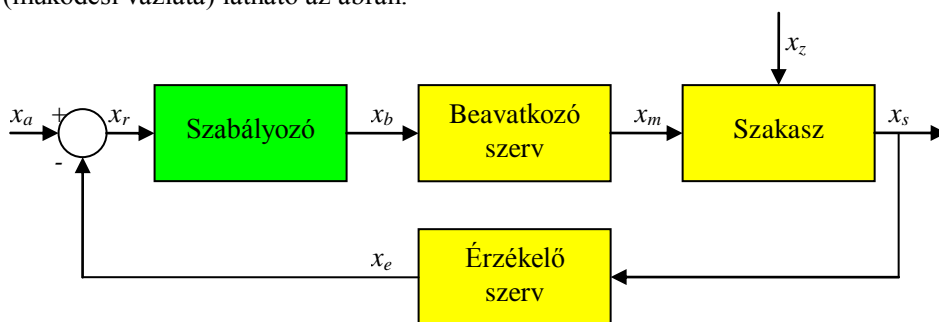 (működési vázlata) látható az ábrán.
x_z
x_a + x_r Szabályozó x_b Beavatkozó szerv x_m Szakasz x_s
-
x_e Érzékelő szerv